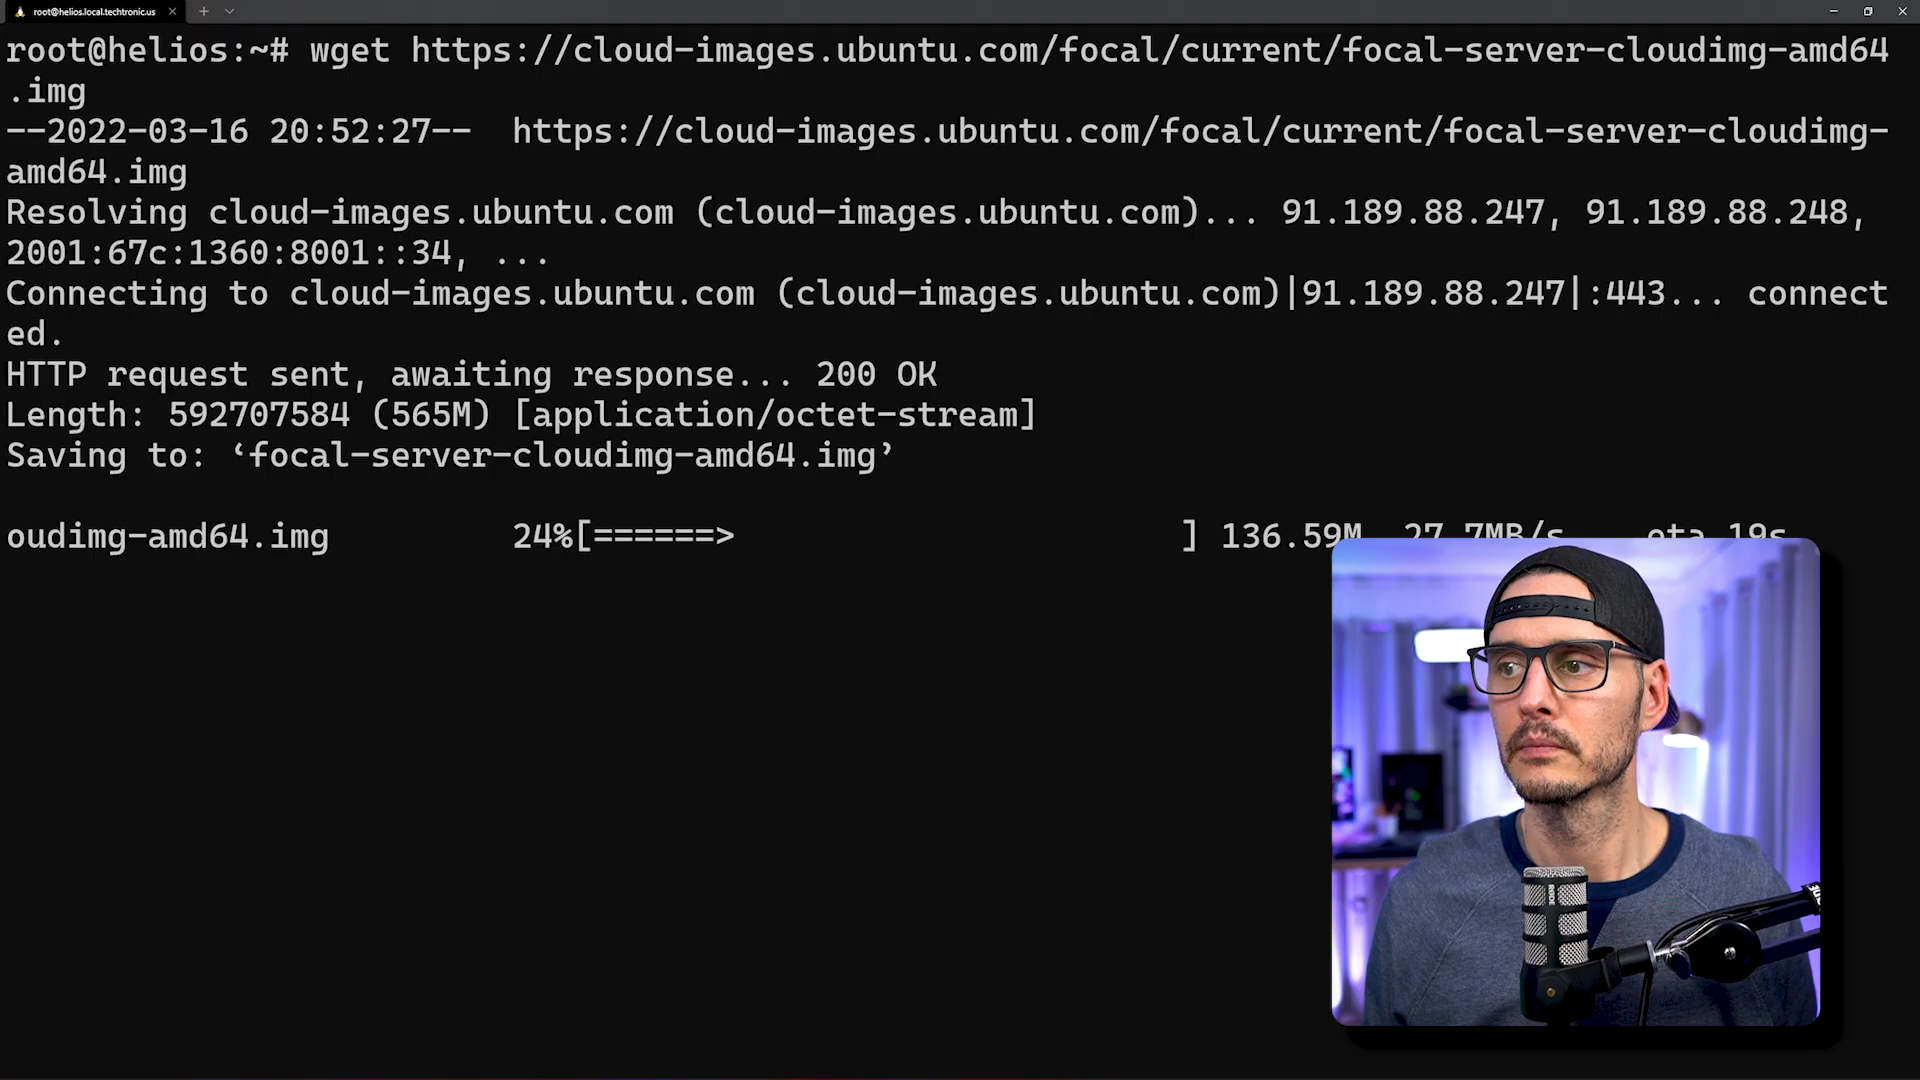 root@helios.local.techtronic.us
root@helios:~# wget https://cloud-images.ubuntu.com/focal/current/focal-server-cloudimg-amd64
.img
--2022-03-16 20:52:27--  https://cloud-images.ubuntu.com/focal/current/focal-server-cloudimg-
amd64.img
Resolving cloud-images.ubuntu.com (cloud-images.ubuntu.com)... 91.189.88.247, 91.189.88.248,
2001:67c:1360:8001::34, ...
Connecting to cloud-images.ubuntu.com (cloud-images.ubuntu.com)|91.189.88.247|:443... connect
ed.
HTTP request sent, awaiting response... 200 OK
Length: 592707584 (565M) [application/octet-stream]
Saving to: ‘focal-server-cloudimg-amd64.img’
oudimg-amd64.img 24%[======> ] 136.59M 27.7MB/s eta 19s
RODE